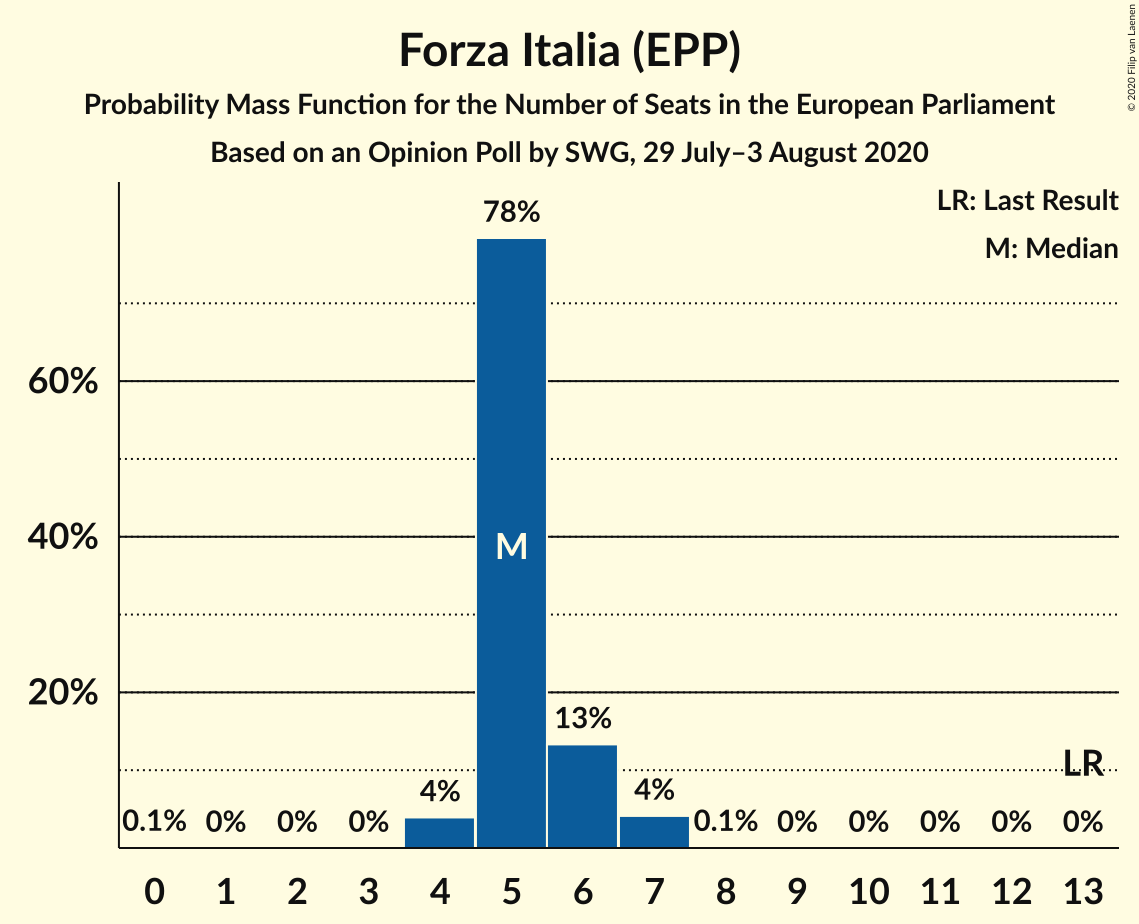 Forza Italia (EPP)
Probability Mass Function for the Number of Seats in the European Parliament
Based on an Opinion Poll by SWG, 29 July–3 August 2020
© 2020 Filip van Laenen
LR: Last Result
M: Median
78%
60%
40%
M
20%
13%
LR
4%
4%
0.1% 0% 0% 0% 0.1% 0% 0% 0% 0% 0%
0 1 2 3 4 5 6 7 8 9 10 11 12 13